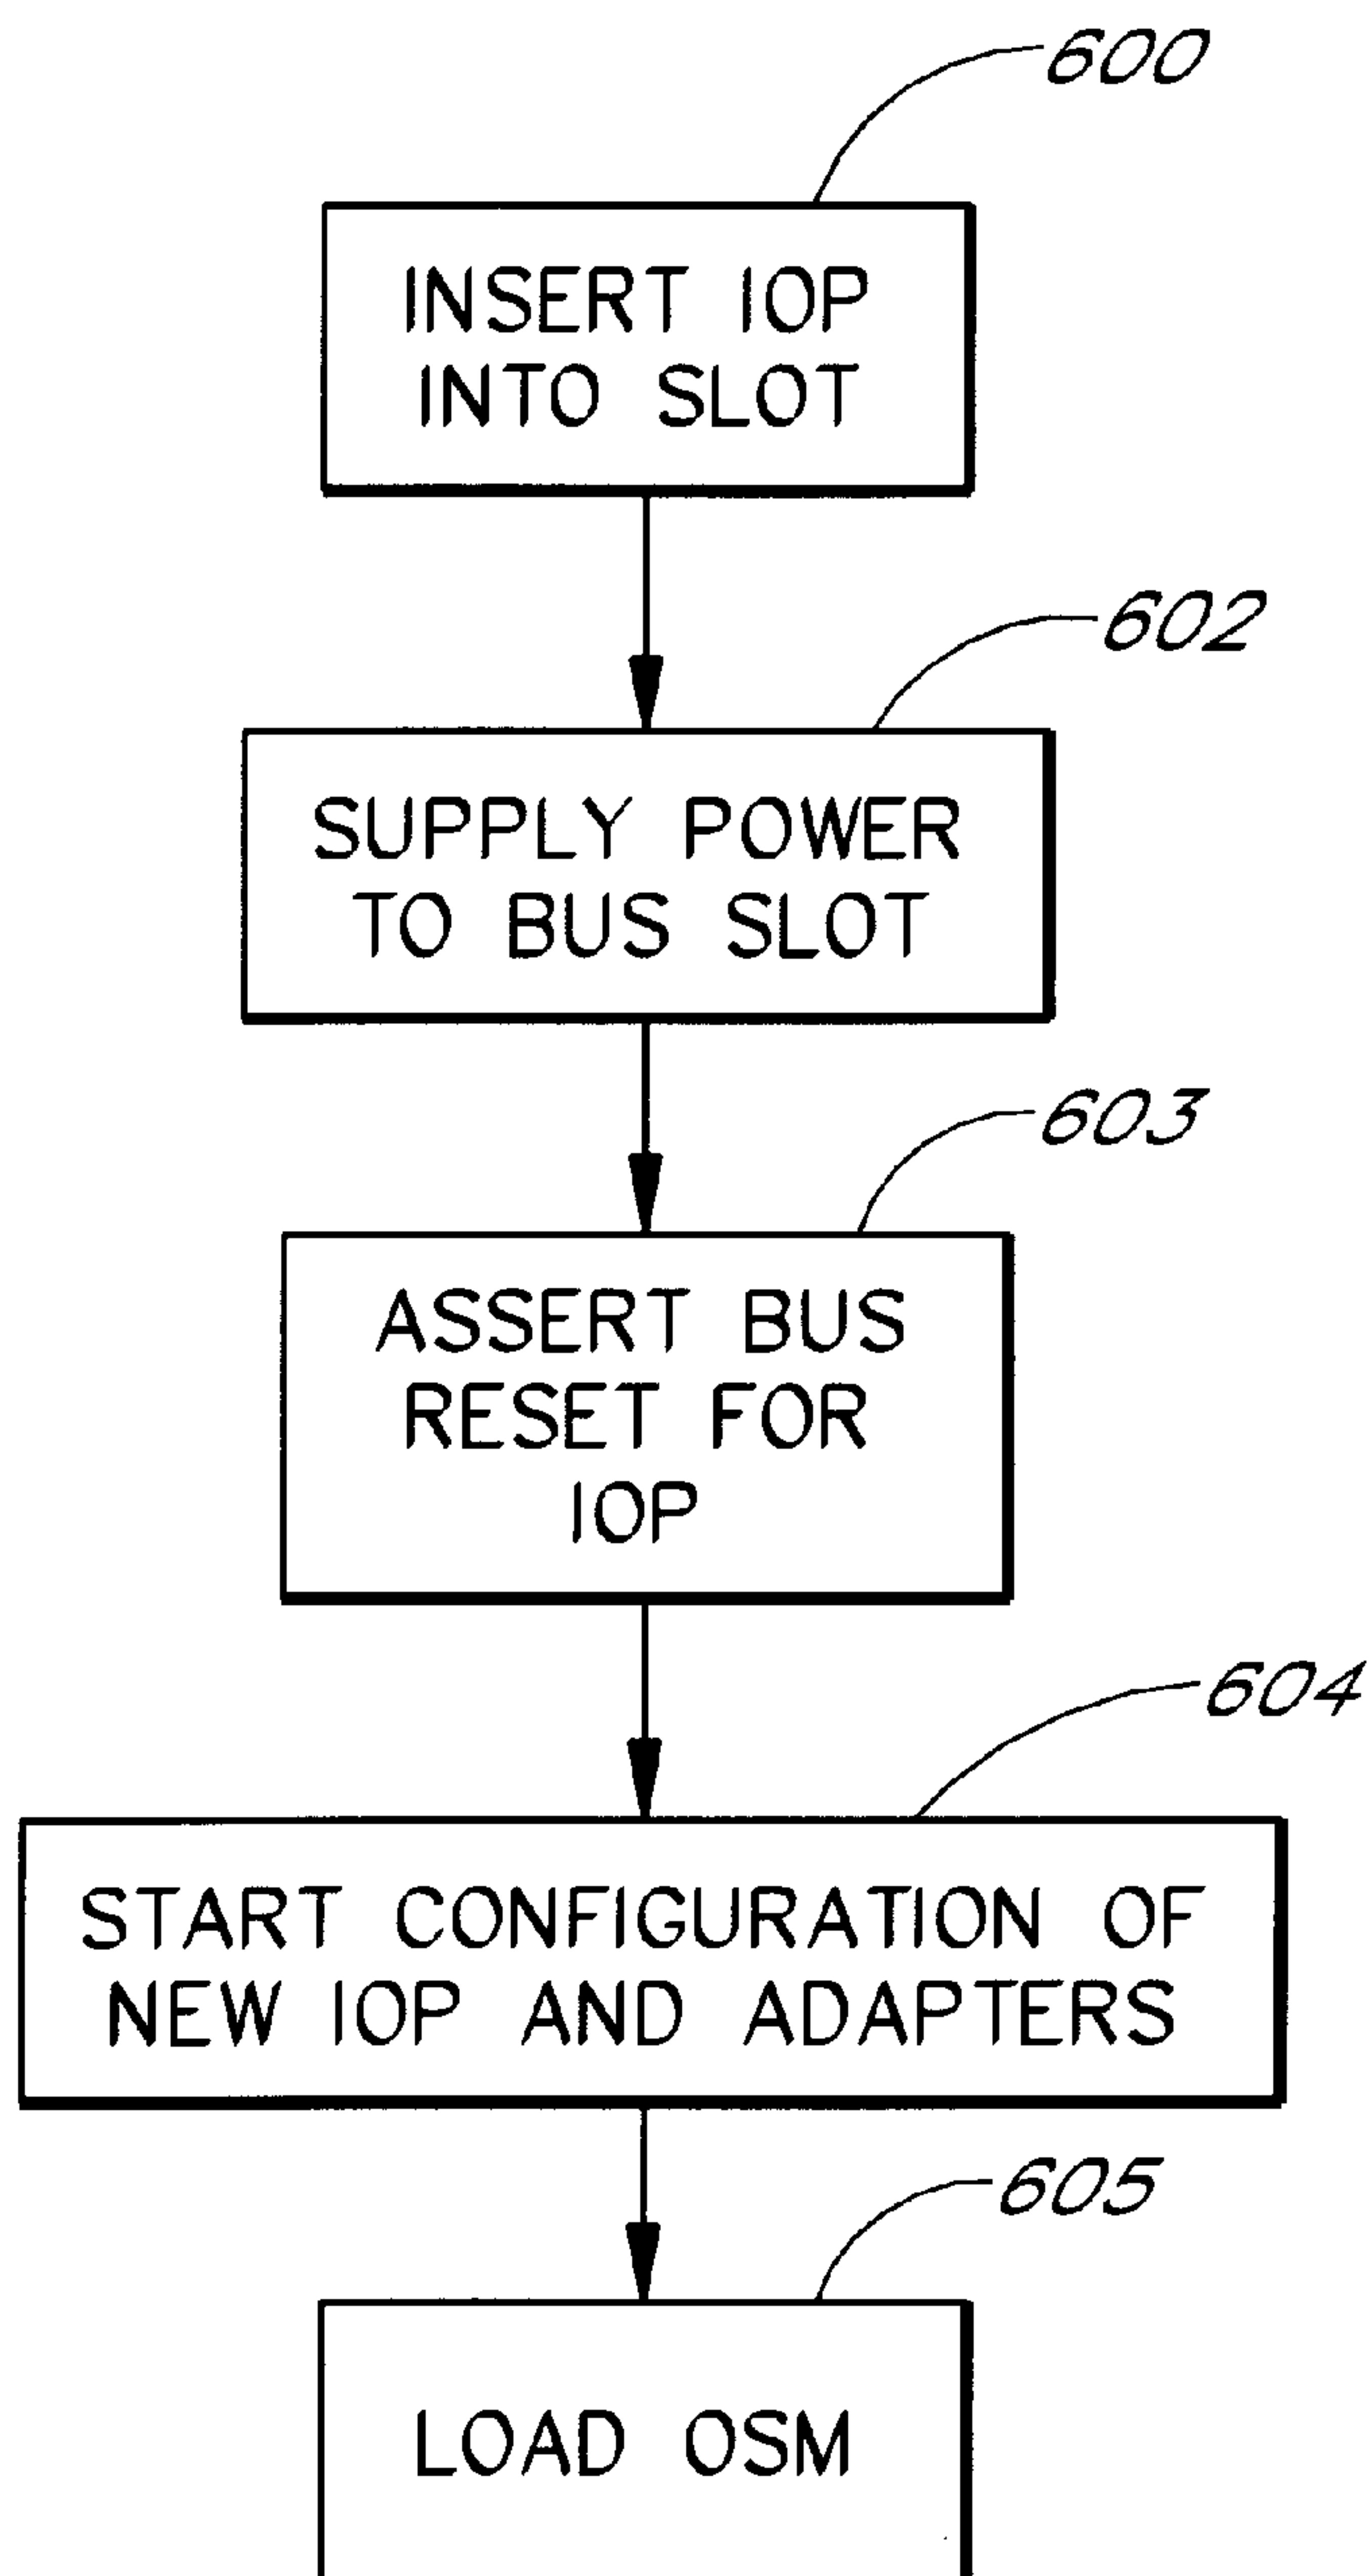 600
INSERT IOP
INTO SLOT
602
SUPPLY POWER
TO BUS SLOT
603
ASSERT BUS
RESET FOR
IOP
604
START CONFIGURATION OF
NEW IOP AND ADAPTERS
605
LOAD OSM